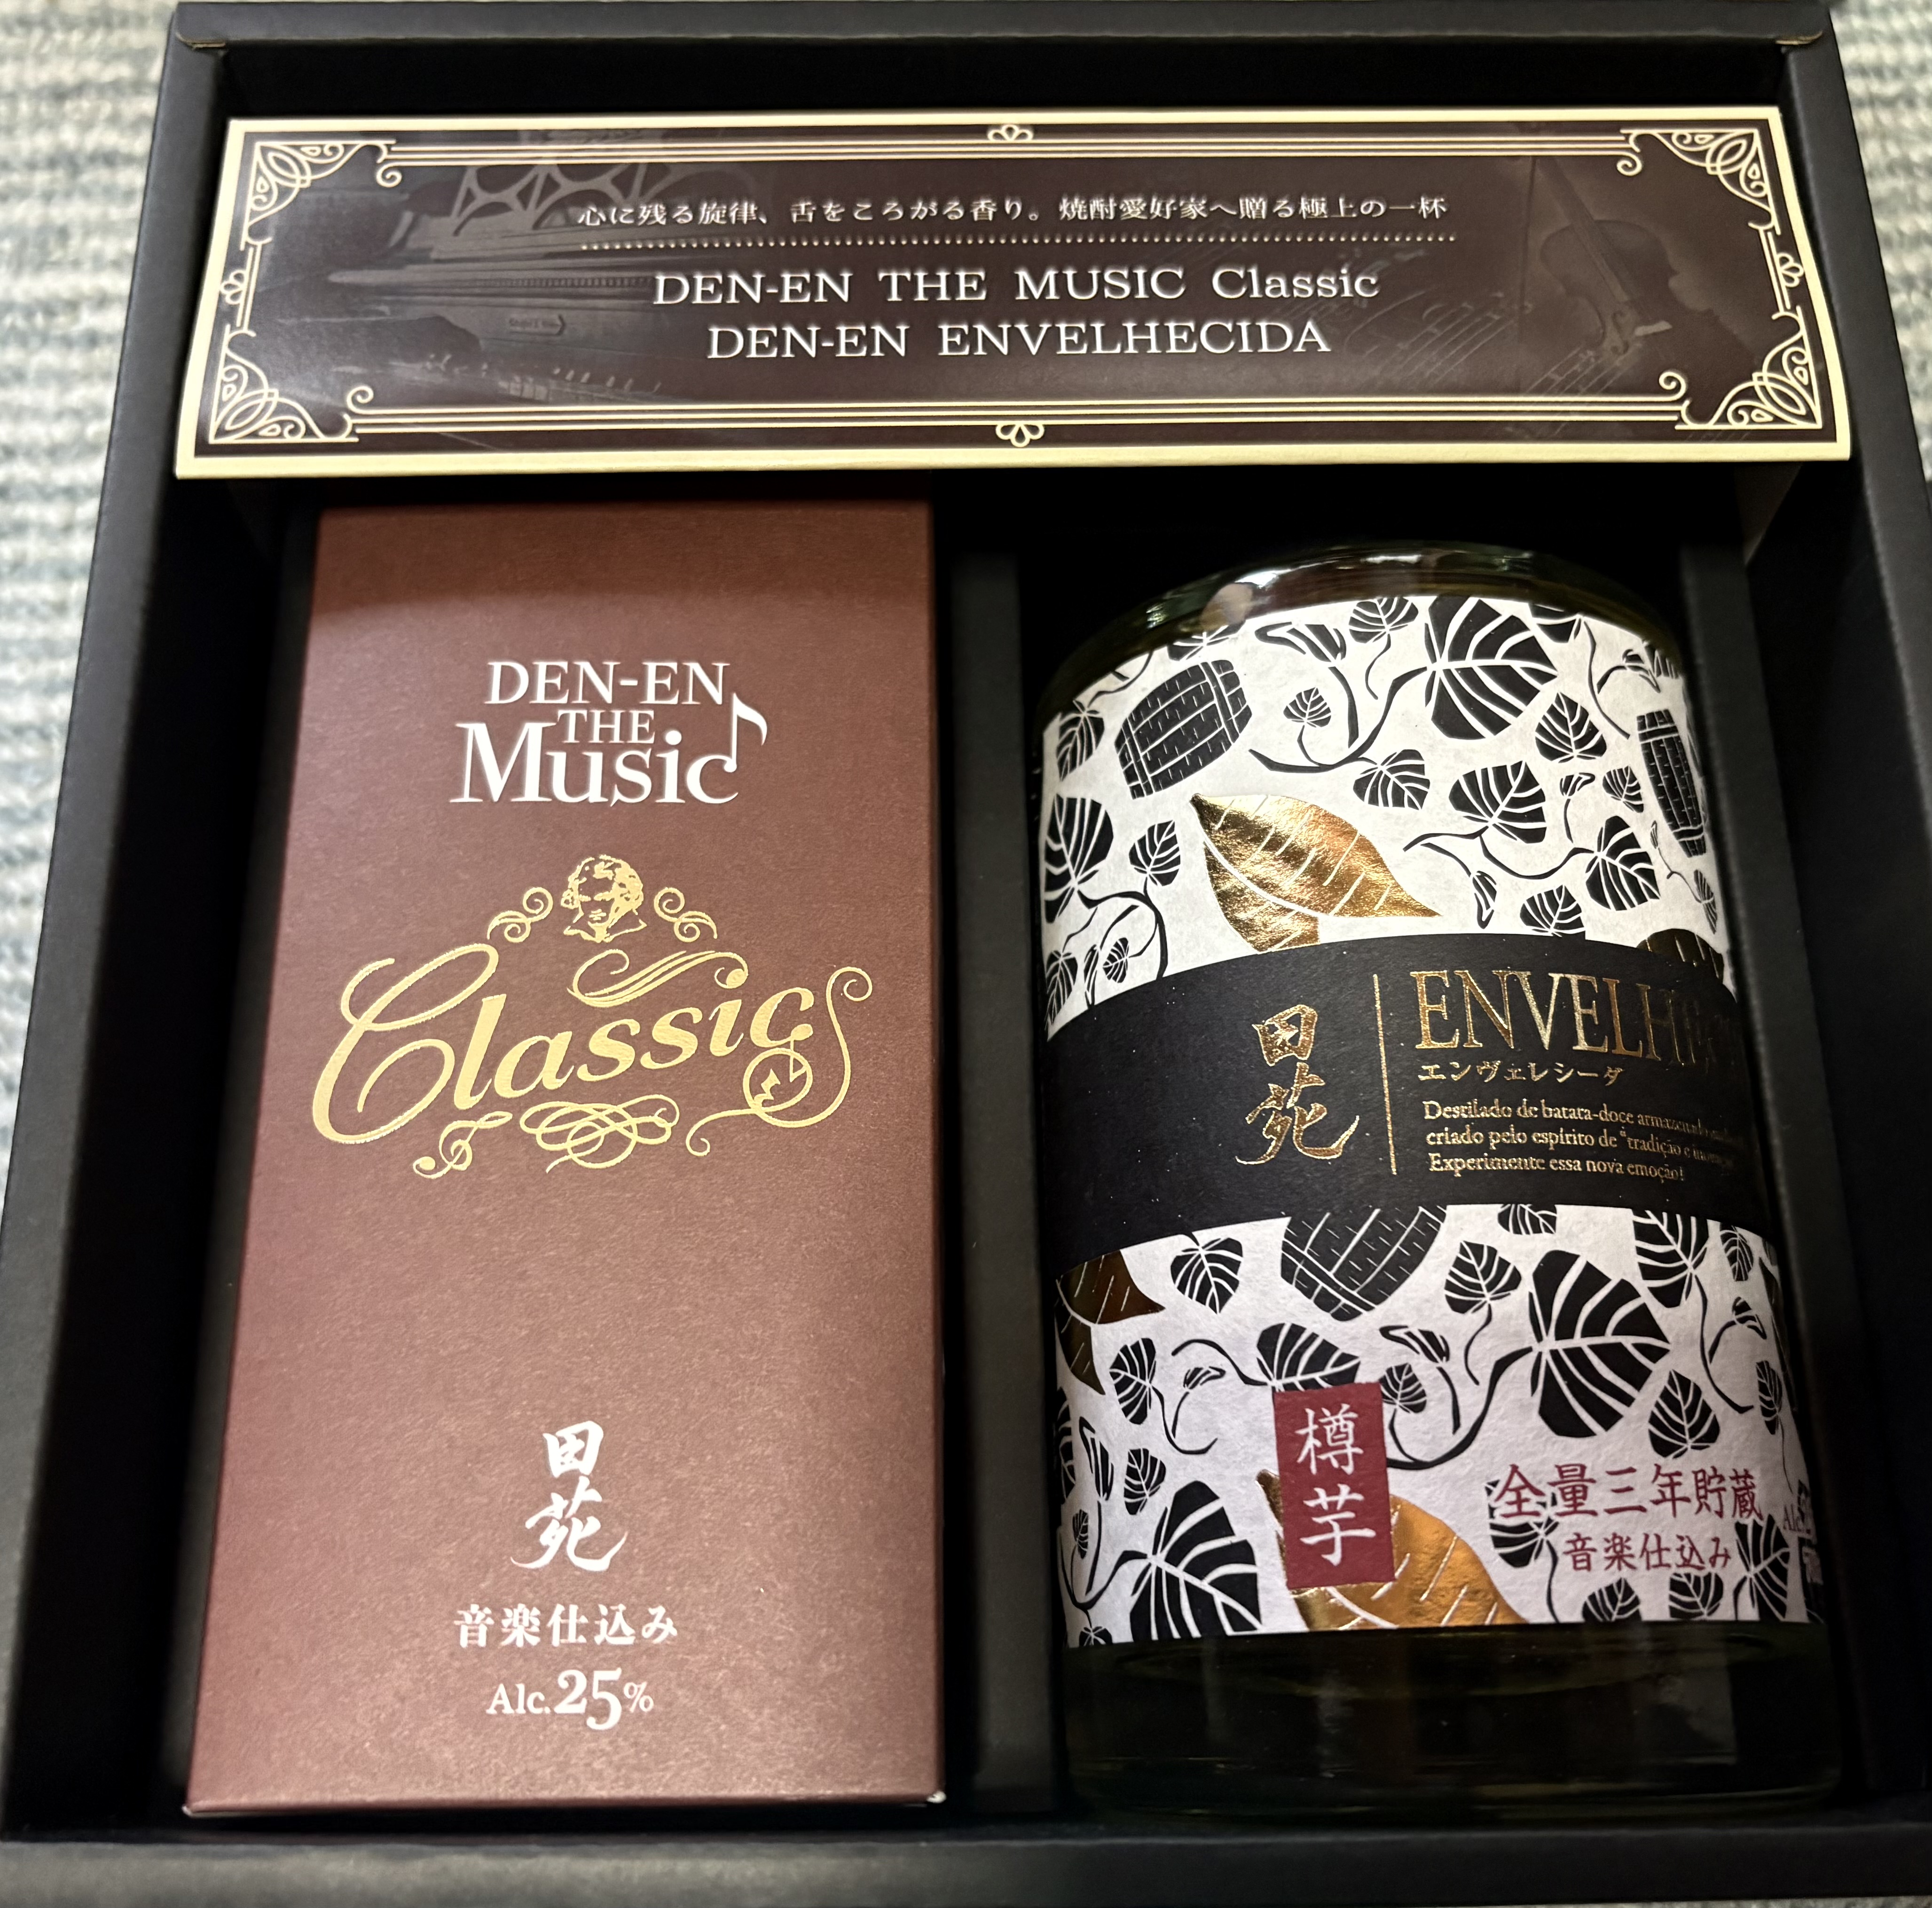 心に残る旋律、舌をころがる香り。焼酎愛好家へ贈る極上の一杯
DEN-EN THE MUSIC Classic
DEN-EN ENVELHECIDA
DEN-EN
THE
Music
Classic
田苑
音楽仕込み
Alc.25%
田苑
エンヴェレシーダ
Destilado de batata-doce
criado pelo espírito de "tradição e
Experimente essa nova emoção!
樽芋
全量三年貯蔵
音楽仕込み